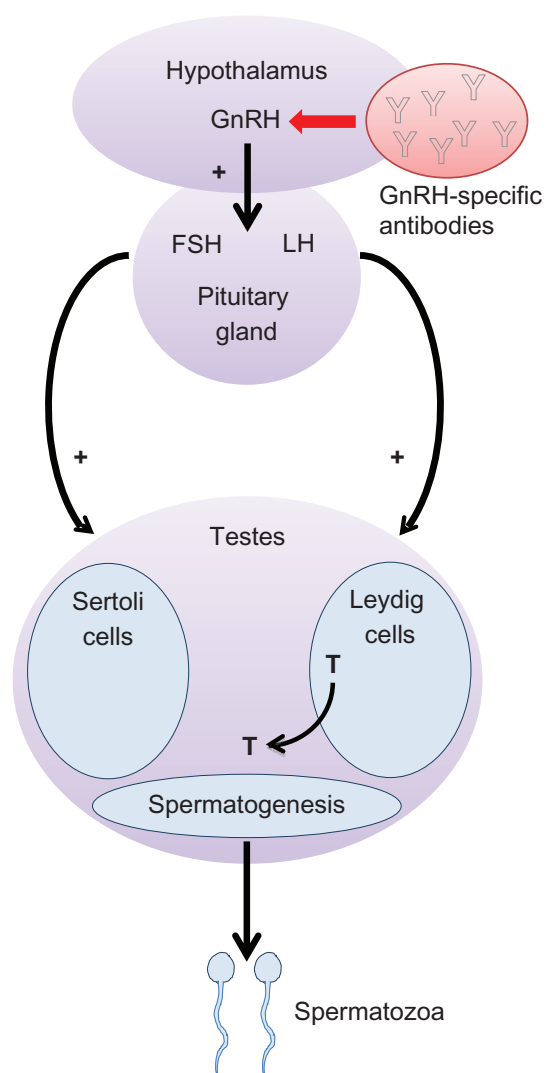 Hypothalamus
GnRH
GnRH-specific
antibodies
+
FSH LH
Pituitary
gland
+ +
Testes
Sertoli
cells
Leydig
cells
T
T
Spermatogenesis
Spermatozoa